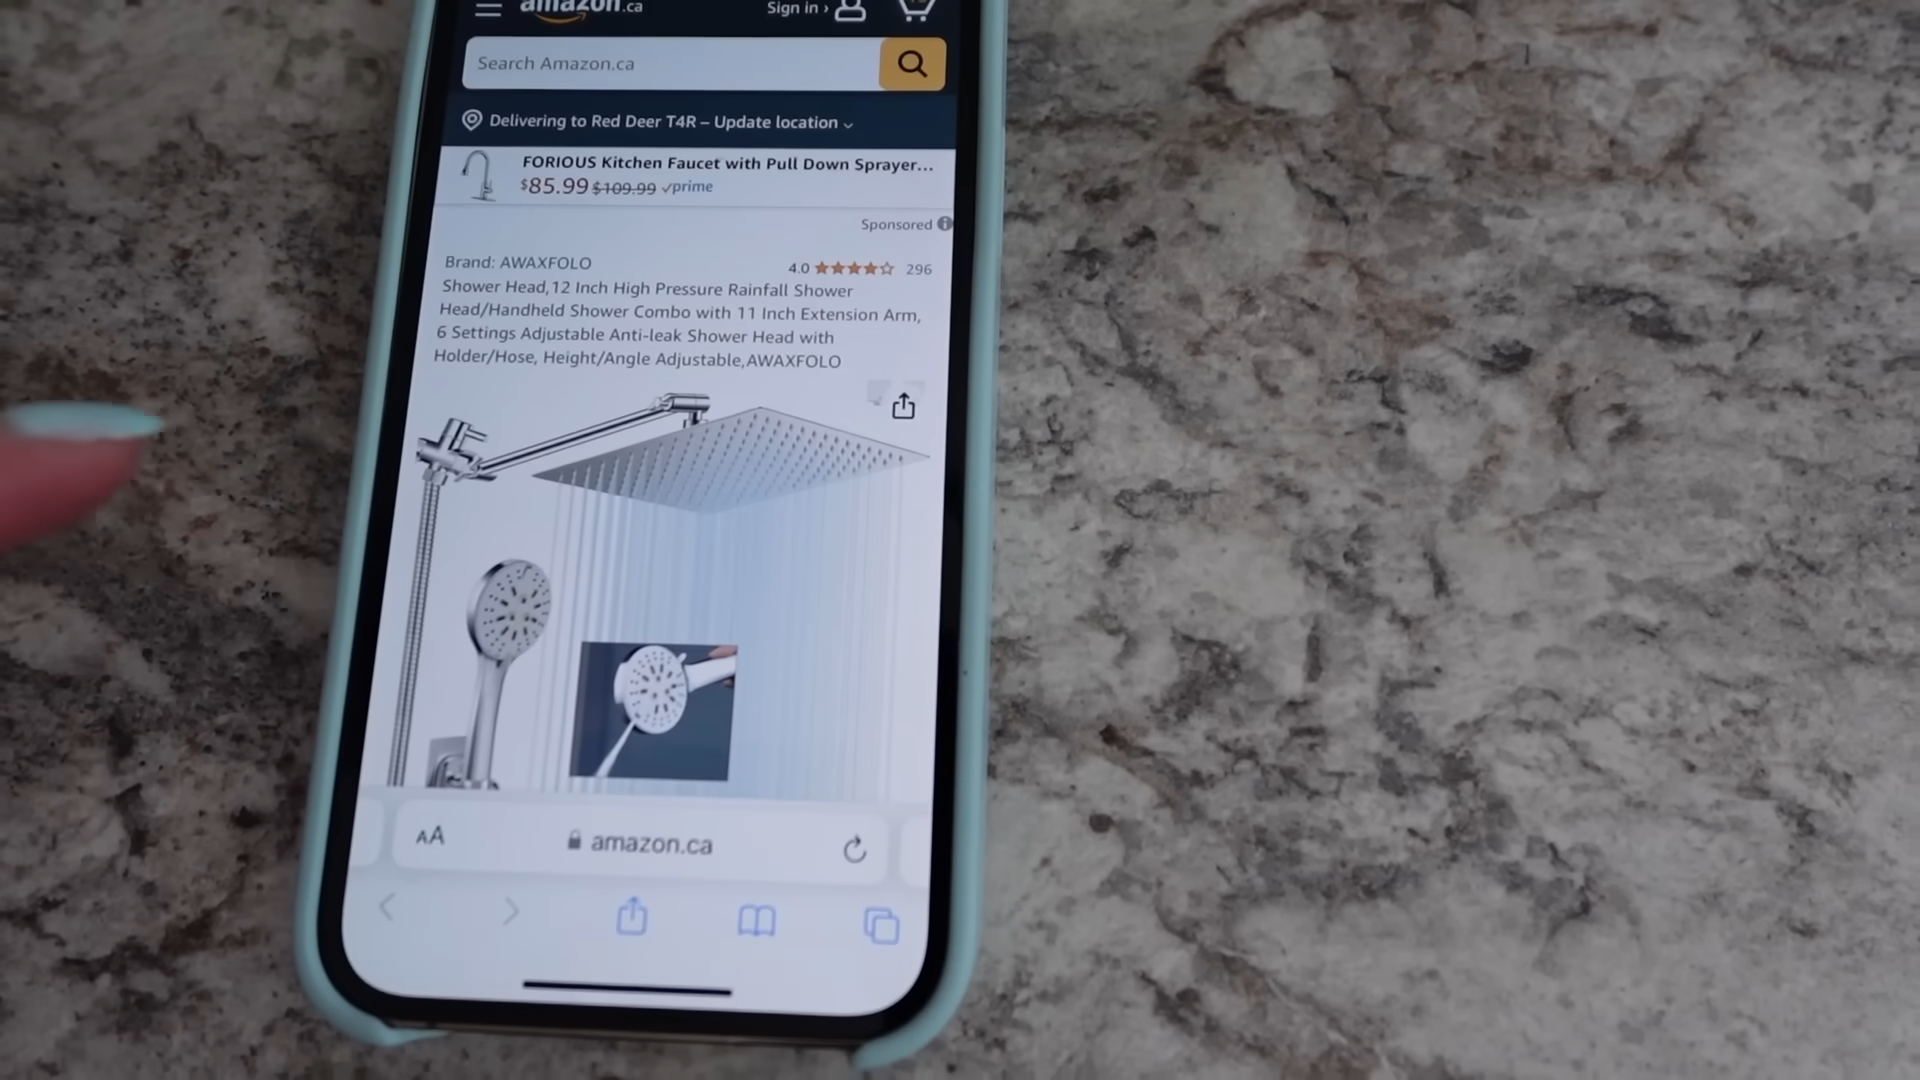 amazon.ca
Sign in ›
Search Amazon.ca
Delivering to Red Deer T4R – Update location
FORIOUS Kitchen Faucet with Pull Down Sprayer...
$85.99 $109.99 ✓prime
Sponsored
Brand: AWAXFOLO
4.0 296
Shower Head,12 Inch High Pressure Rainfall Shower
Head/Handheld Shower Combo with 11 Inch Extension Arm,
6 Settings Adjustable Anti-leak Shower Head with
Holder/Hose, Height/Angle Adjustable,AWAXFOLO
AA
amazon.ca